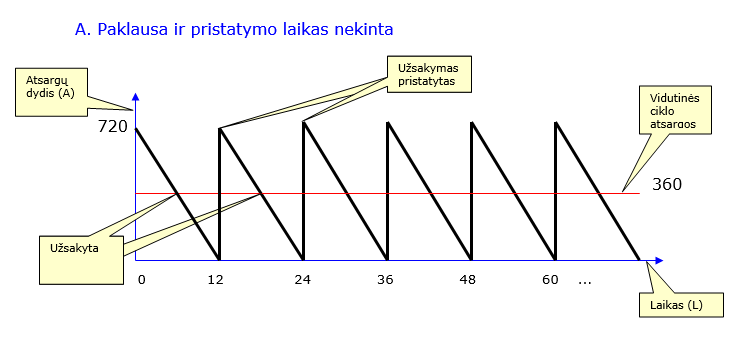 A. Paklausa ir pristatymo laikas nekinta
Atsargų
dydis (A)
Užsakymas
pristatytas
Vidutinės
ciklo
atsargos
720
360
Užsakyta
0 12 24 36 48 60 ...
Laikas (L)